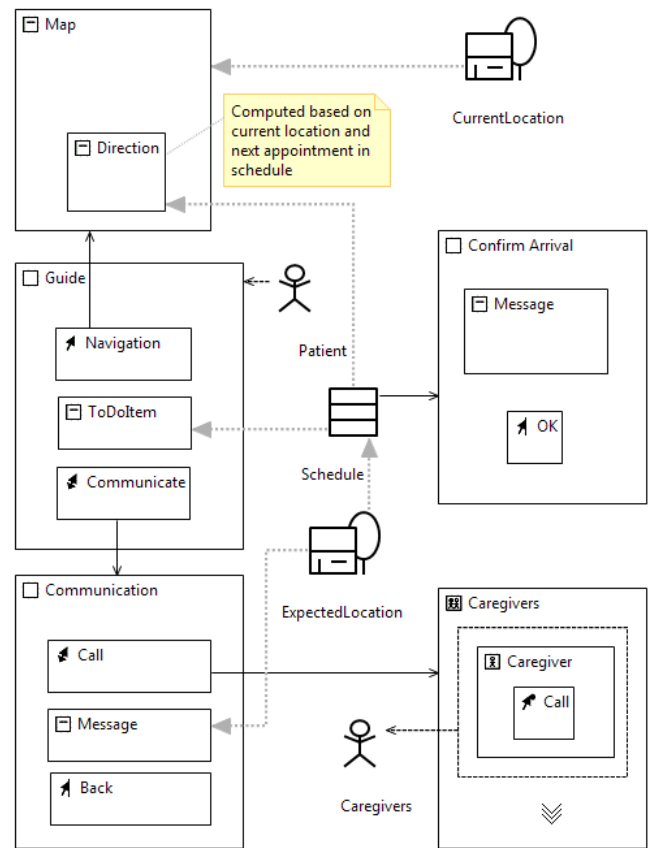 Map
CurrentLocation
Computed based on
current location and
next appointment in
schedule
Direction
Confirm Arrival
Guide
Message
Navigation
Patient
ToDoItem
OK
Schedule
Communicate
Communication
ExpectedLocation
Caregivers
Call
Caregiver
Call
Message
Back
Caregivers